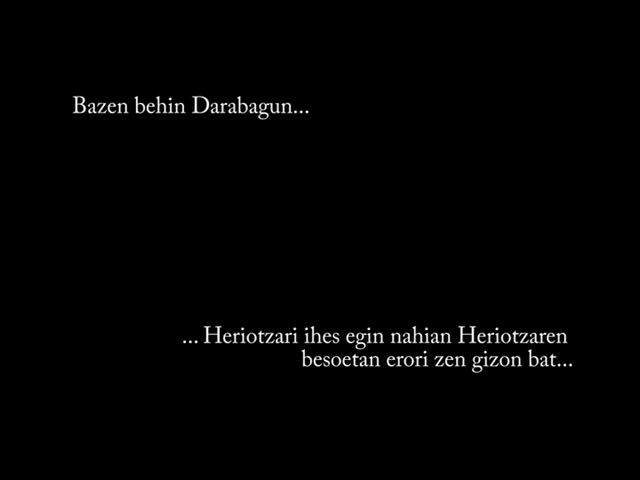 Bazen behin Darabagun...
... Heriotzari ihes egin nahian Heriotzaren
besoetan erori zen gizon bat...